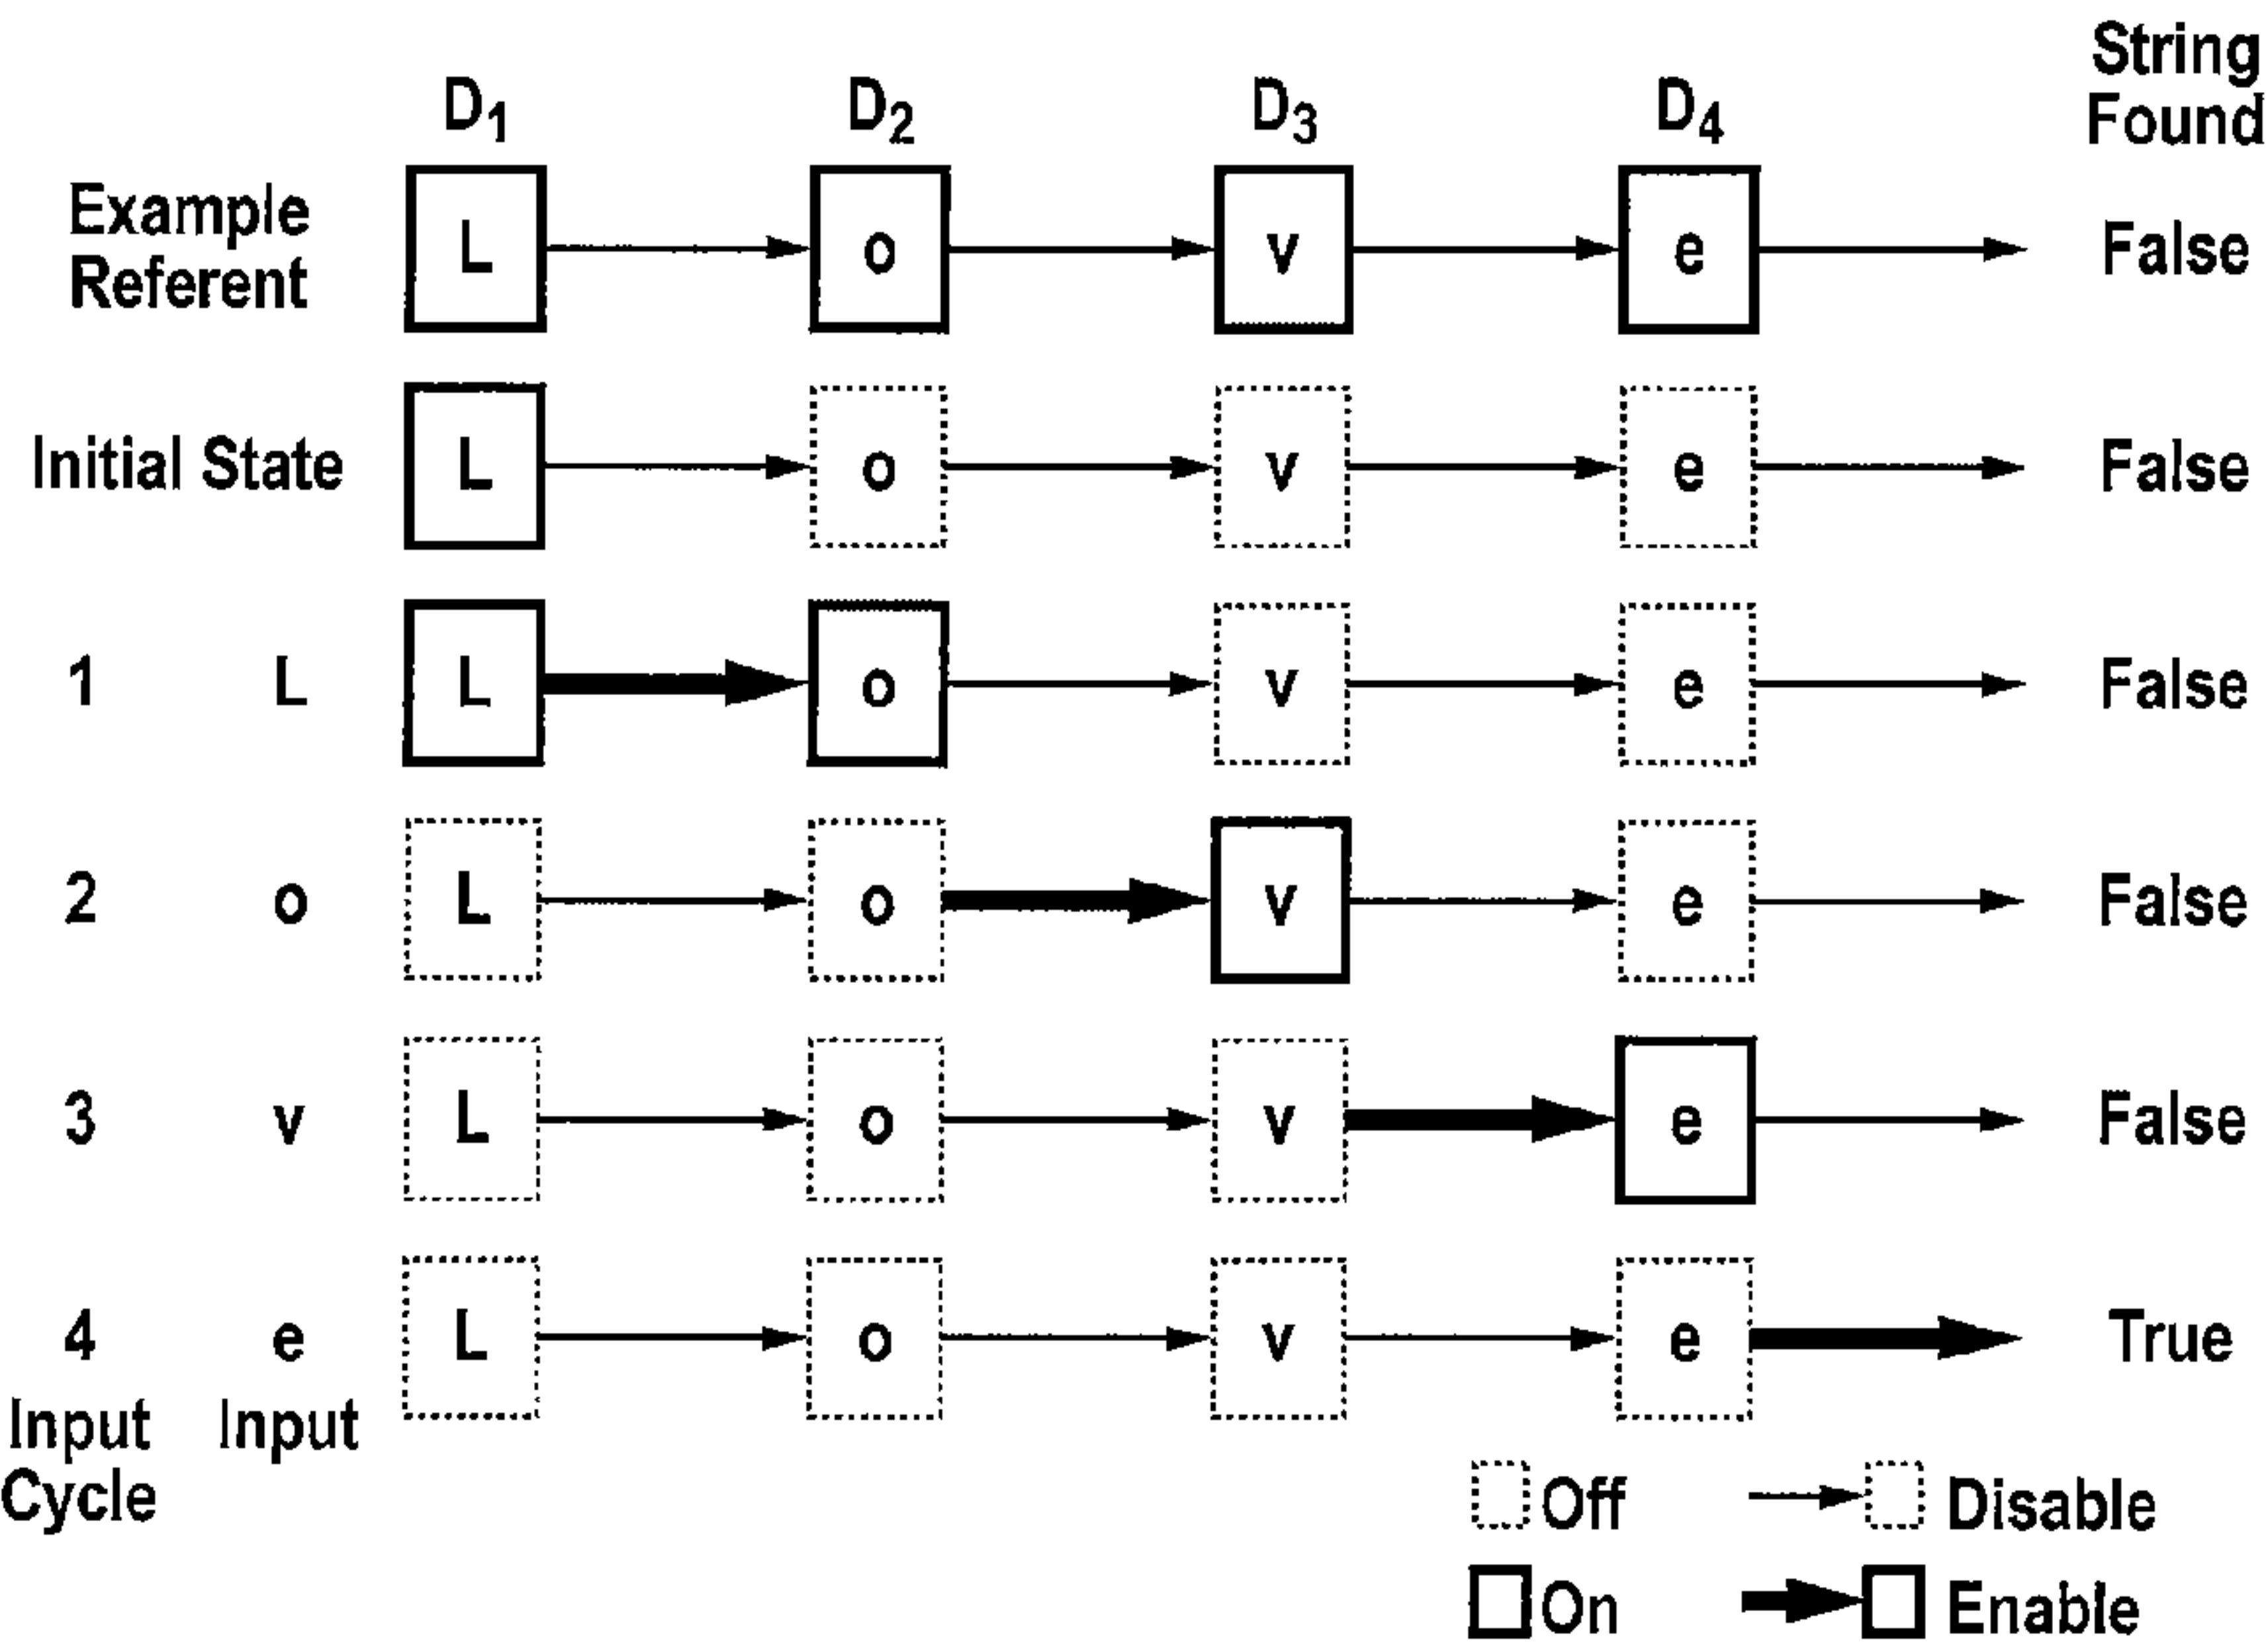 String
Found
D1 D2 D3 D4
Example
Referent
L o v e False
Initial State L o v e False
1 L L o v e False
2 o L o v e False
3 v L o v e False
4 e L o v e True
Input
Cycle
Input
Off Disable
On Enable